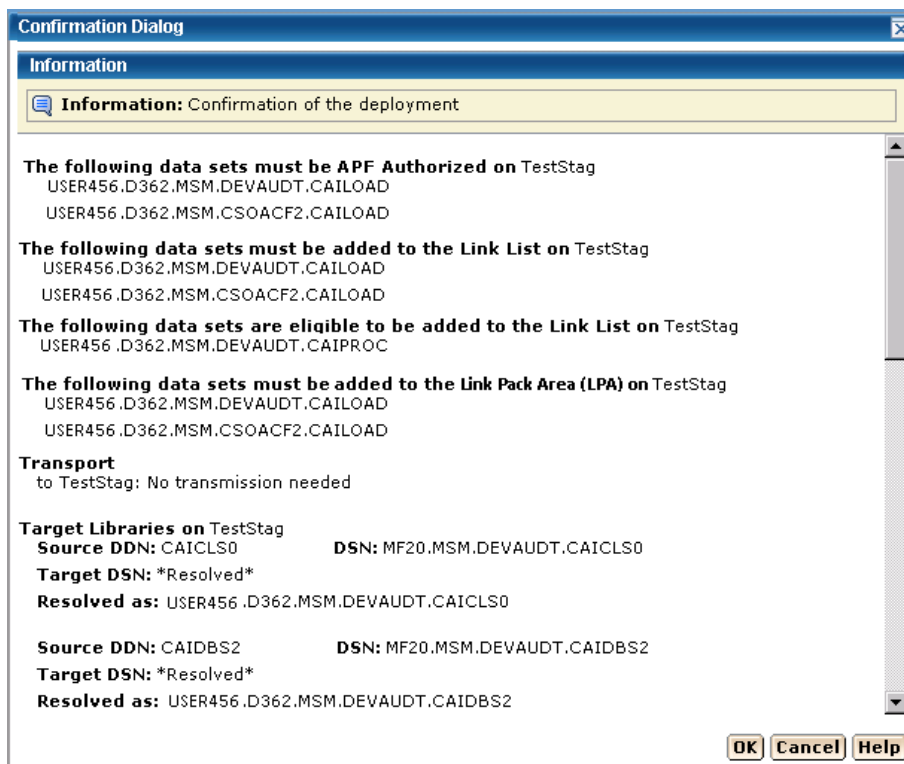 Confirmation Dialog
Information
Information: Confirmation of the deployment
The following data sets must be APF Authorized on TestStag
USER456.D362.MSM.DEVAUDT.CAILOAD
USER456.D362.MSM.CSOACF2.CAILOAD
The following data sets must be added to the Link List on TestStag
USER456.D362.MSM.DEVAUDT.CAILOAD
USER456.D362.MSM.CSOACF2.CAILOAD
The following data sets are eligible to be added to the Link List on TestStag
USER456.D362.MSM.DEVAUDT.CAIPROC
The following data sets must be added to the Link Pack Area (LPA) on TestStag
USER456.D362.MSM.DEVAUDT.CAILOAD
USER456.D362.MSM.CSOACF2.CAILOAD
Transport
to TestStag: No transmission needed
Target Libraries on TestStag
Source DDN: CAICLS0 DSN: MF20.MSM.DEVAUDT.CAICLS0
Target DSN: *Resolved*
Resolved as: USER456.D362.MSM.DEVAUDT.CAICLS0
Source DDN: CAIDBS2 DSN: MF20.MSM.DEVAUDT.CAIDBS2
Target DSN: *Resolved*
Resolved as: USER456.D362.MSM.DEVAUDT.CAIDBS2
OK Cancel Help